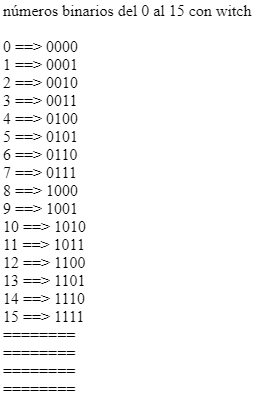 números binarios del 0 al 15 con witch
0 ==> 0000
1 ==> 0001
2 ==> 0010
3 ==> 0011
4 ==> 0100
5 ==> 0101
6 ==> 0110
7 ==> 0111
8 ==> 1000
9 ==> 1001
10 ==> 1010
11 ==> 1011
12 ==> 1100
13 ==> 1101
14 ==> 1110
15 ==> 1111
========
========
========
========